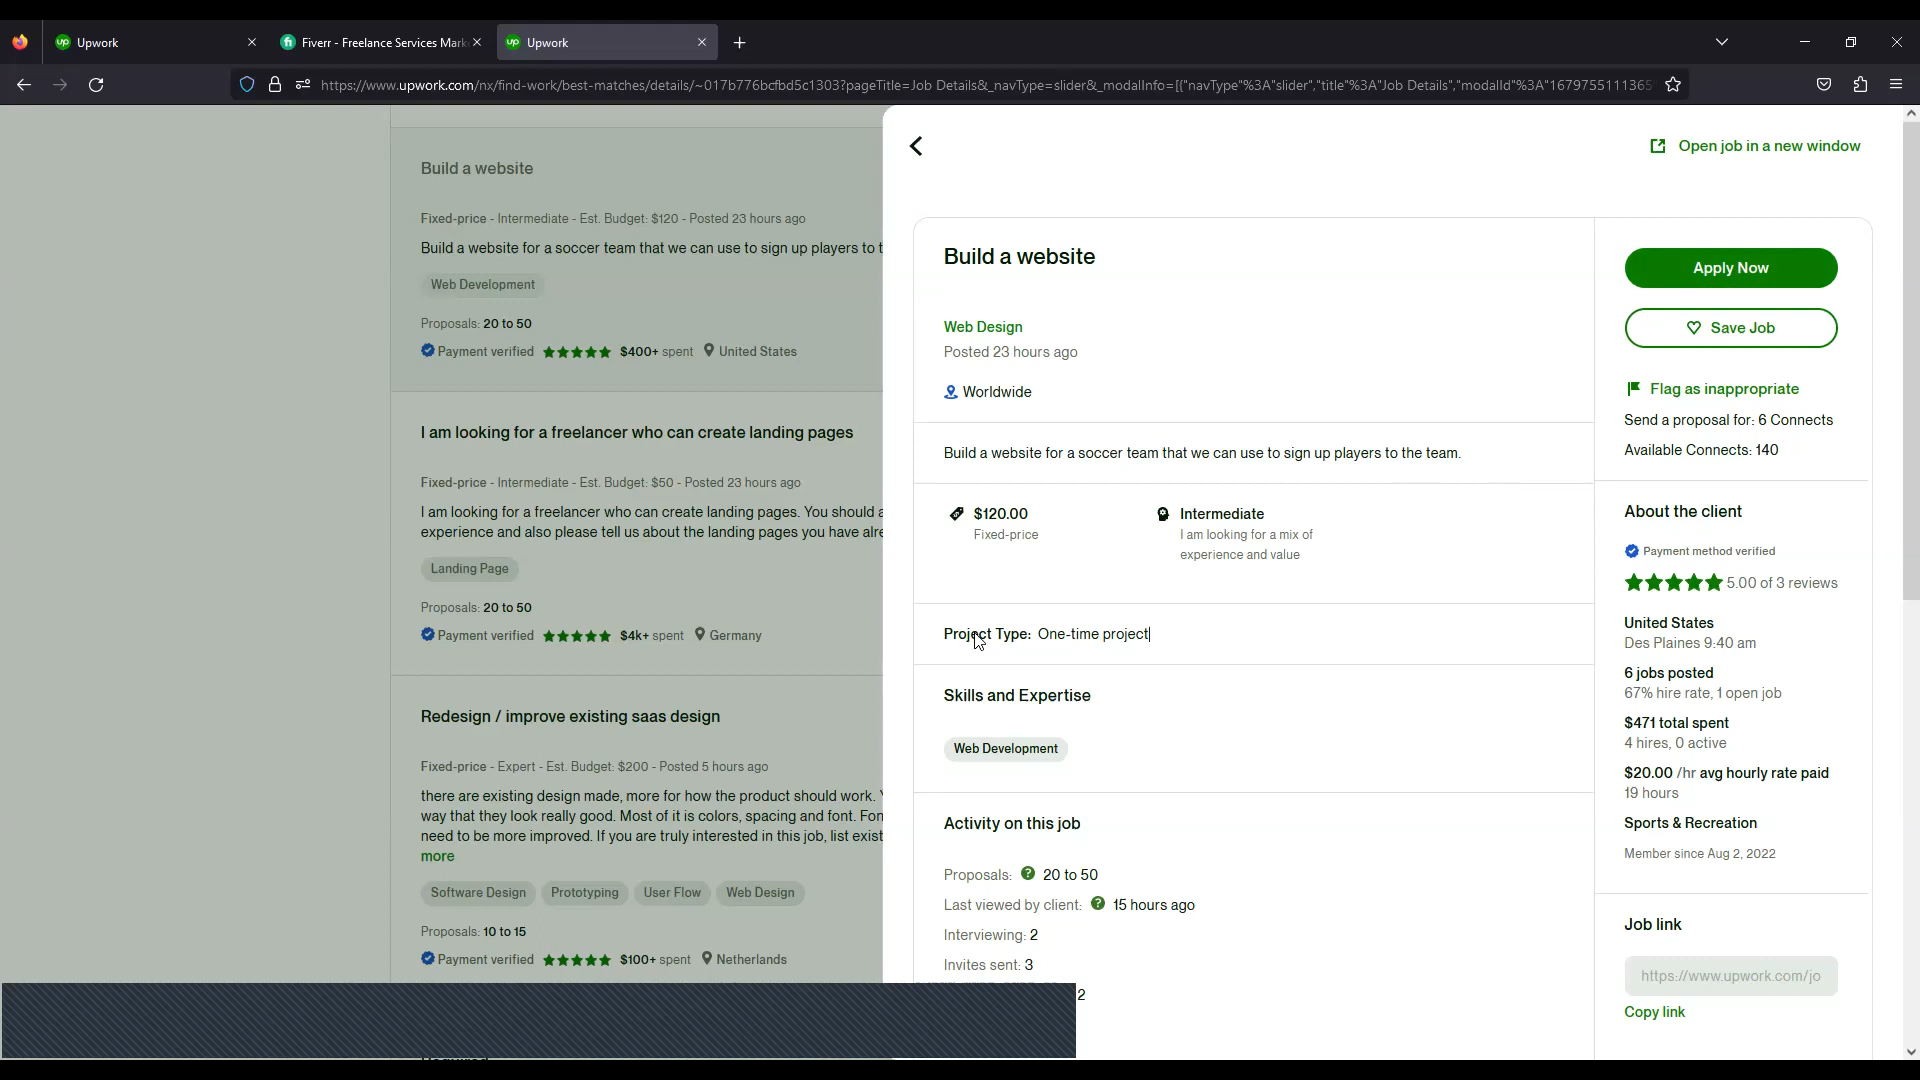 Upwork
Fiverr - Freelance Services Mark
Upwork
https://www.upwork.com/nx/find-work/best-matches/details/~017b776bcfbd5c1303?pageTitle=Job Details&_navType=slider&_modalInfo=[{"navType"%3A"slider","title"%3A"Job Details","modalId"%3A"1679755111365
Build a website
Fixed-price - Intermediate - Est. Budget: $120 - Posted 23 hours ago
Build a website for a soccer team that we can use to sign up players to t
Web Development
Proposals: 20 to 50
Payment verified $400+ spent United States
I am looking for a freelancer who can create landing pages
Fixed-price - Intermediate - Est. Budget: $50 - Posted 23 hours ago
I am looking for a freelancer who can create landing pages. You should a
experience and also please tell us about the landing pages you have alre
Landing Page
Proposals: 20 to 50
Payment verified $4k+ spent Germany
Redesign / improve existing saas design
Fixed-price - Expert - Est. Budget: $200 - Posted 5 hours ago
there are existing design made, more for how the product should work. Y
way that they look really good. Most of it is colors, spacing and font. Fon
need to be more improved. If you are truly interested in this job, list exist
more
Software Design Prototyping User Flow Web Design
Proposals: 10 to 15
Payment verified $100+ spent Netherlands
Open job in a new window
Build a website
Web Design
Posted 23 hours ago
Worldwide
Build a website for a soccer team that we can use to sign up players to the team.
$120.00
Fixed-price
Intermediate
I am looking for a mix of
experience and value
Project Type: One-time project
Skills and Expertise
Web Development
Activity on this job
Proposals: ? 20 to 50
Last viewed by client: ? 15 hours ago
Interviewing: 2
Invites sent: 3
2
Apply Now
Save Job
Flag as inappropriate
Send a proposal for: 6 Connects
Available Connects: 140
About the client
Payment method verified
5.00 of 3 reviews
United States
Des Plaines 9:40 am
6 jobs posted
67% hire rate, 1 open job
$471 total spent
4 hires, 0 active
$20.00 /hr avg hourly rate paid
19 hours
Sports & Recreation
Member since Aug 2, 2022
Job link
https://www.upwork.com/jo
Copy link